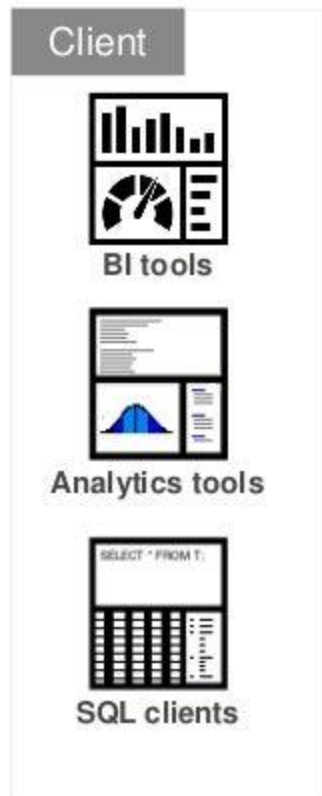 Client
BI tools
Analytics tools
SELECT * FROM T;
SQL clients